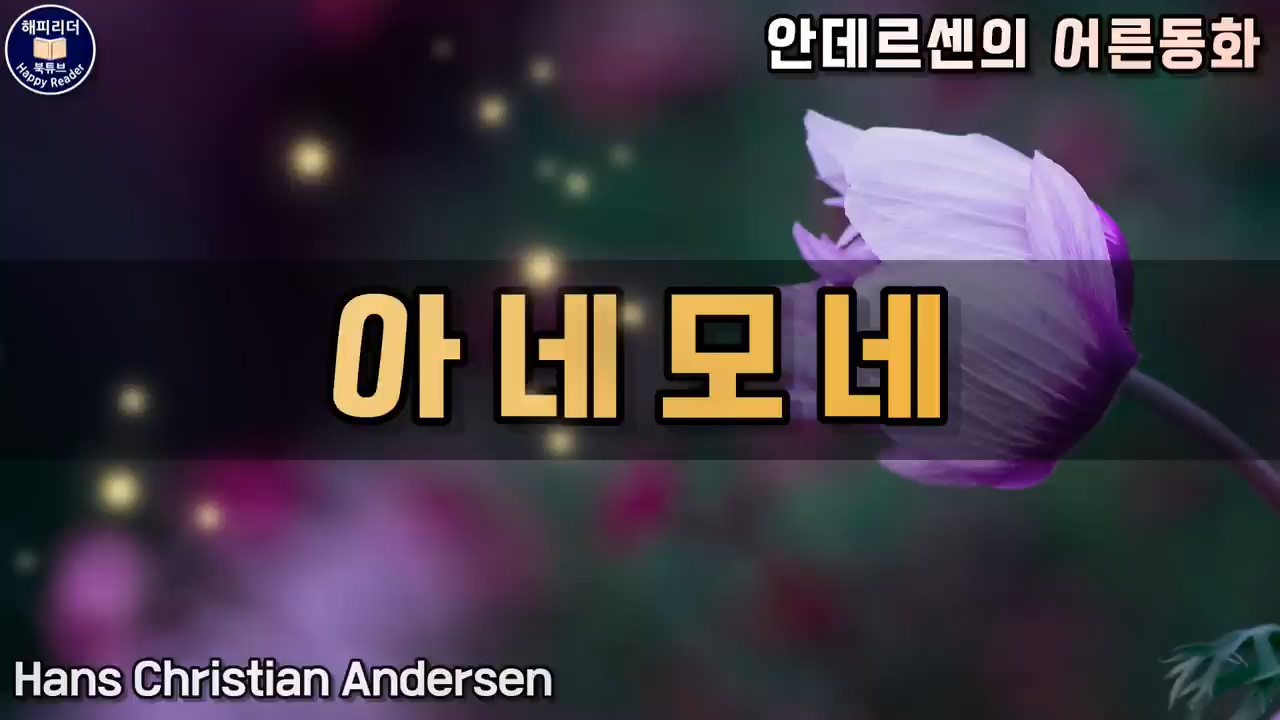 해피리더
북튜브
Happy Reader
안데르센의 어른동화
아네모네
Hans Christian Andersen